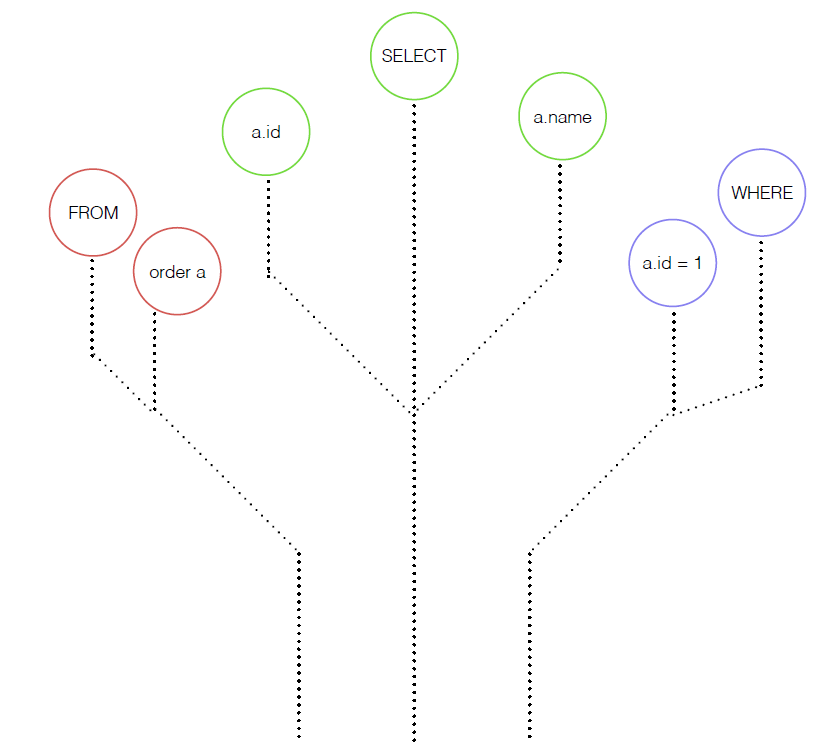 SELECT
a.id
a.name
FROM
order a
WHERE
a.id = 1